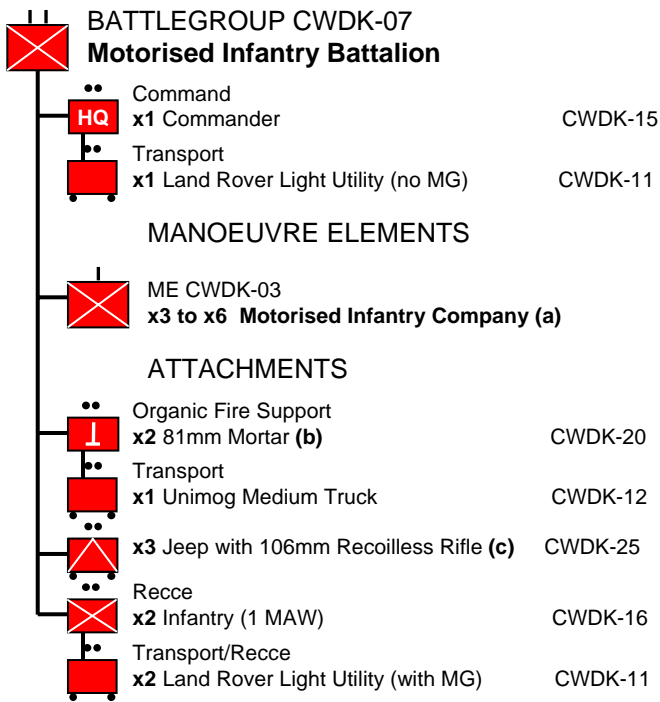 BATTLEGROUP CWDK-07
Motorised Infantry Battalion
Command
HQ x1 Commander CWDK-15
Transport
x1 Land Rover Light Utility (no MG) CWDK-11
MANOEUVRE ELEMENTS
ME CWDK-03
x3 to x6 Motorised Infantry Company (a)
ATTACHMENTS
Organic Fire Support
x2 81mm Mortar (b) CWDK-20
Transport
x1 Unimog Medium Truck CWDK-12
x3 Jeep with 106mm Recoilless Rifle (c) CWDK-25
Recce
x2 Infantry (1 MAW) CWDK-16
Transport/Recce
x2 Land Rover Light Utility (with MG) CWDK-11